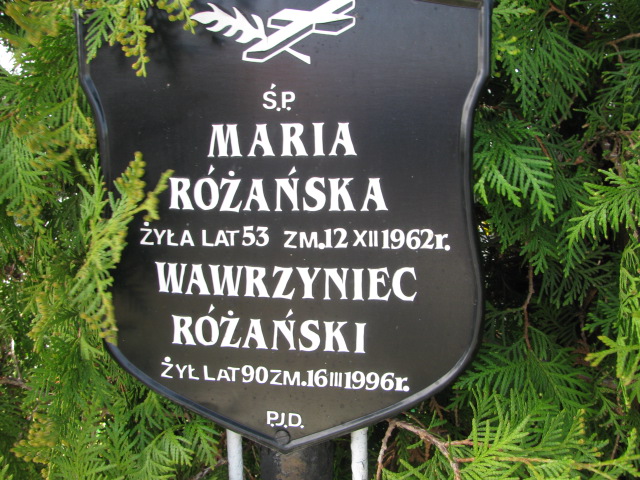 Ś.P.
MARIA
RÓŻAŃSKA
ŻYŁA LAT 53 ZM. 12 XII 1962r.
WAWRZYNIEC
RÓŻAŃSKI
ŻYŁ LAT 90 ZM. 16 III 1996r.
P.J.D.